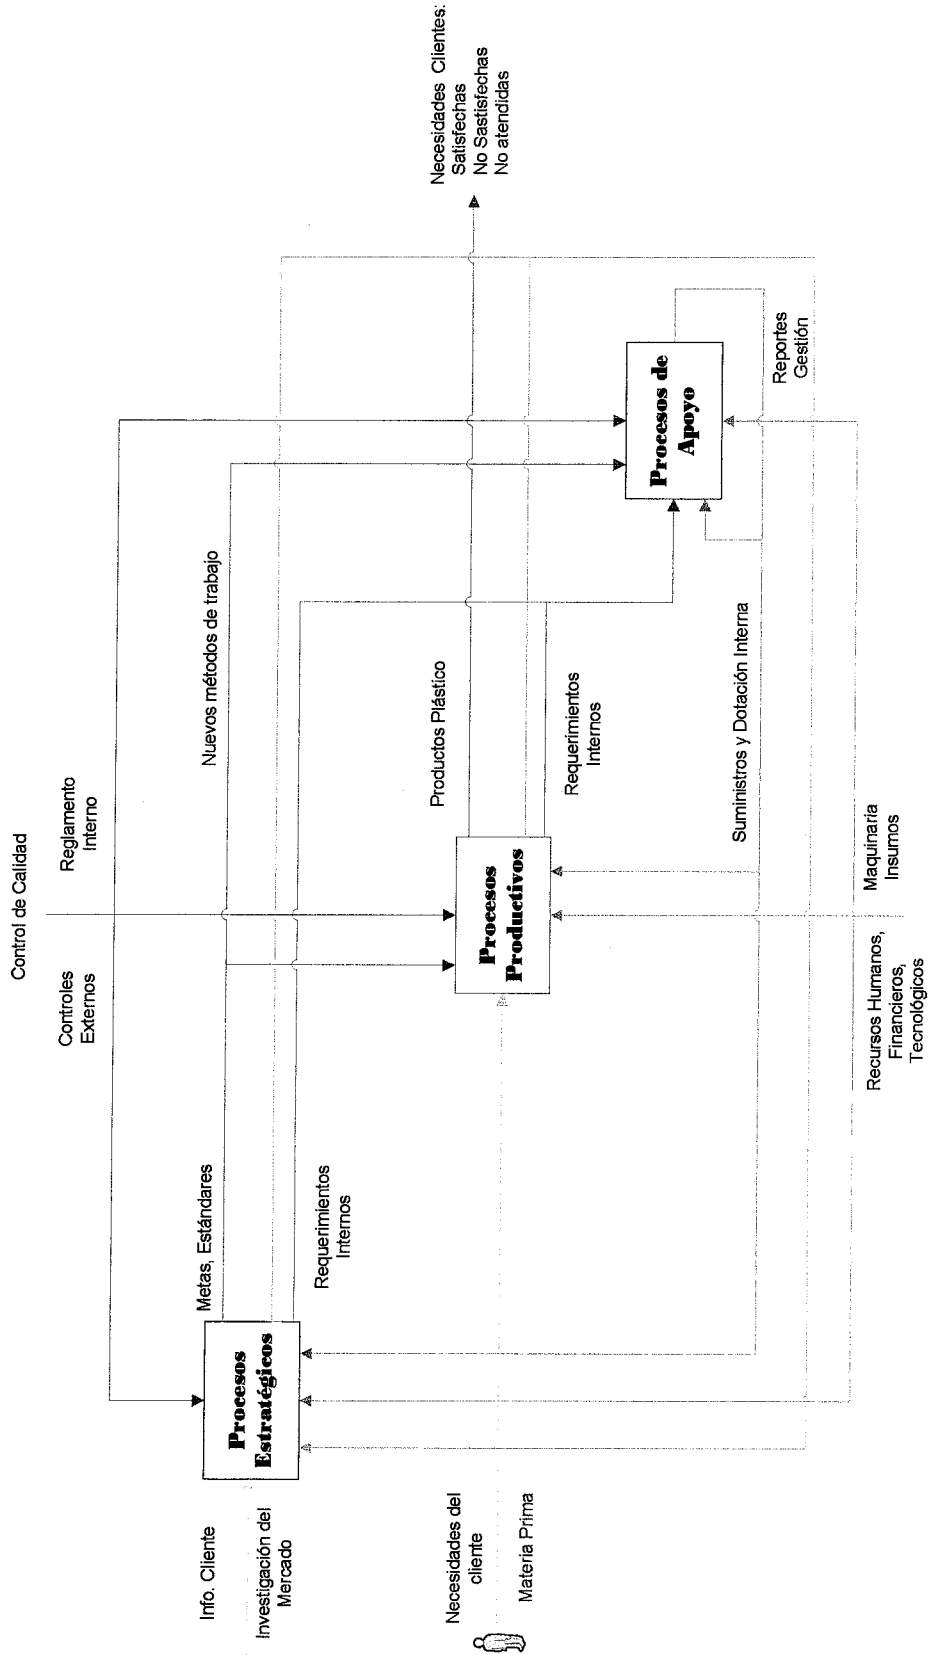 Control de Calidad
Controles
Externos
Reglamento
Interno
Metas, Estándares
Nuevos métodos de trabajo
Info. Cliente
Investigación del
Mercado
Procesos
Estratégicos
Requerimientos
Internos
Necesidades del
cliente
Materia Prima
Procesos
Productivos
Productos Plástico
Requerimientos
Internos
Necesidades Clientes:
Satisfechas
No Sastisfechas
No atendidas
Procesos de
Apoyo
Suministros y Dotación Interna
Reportes
Gestión
Recursos Humanos,
Financieros,
Tecnológicos
Maquinaria
Insumos